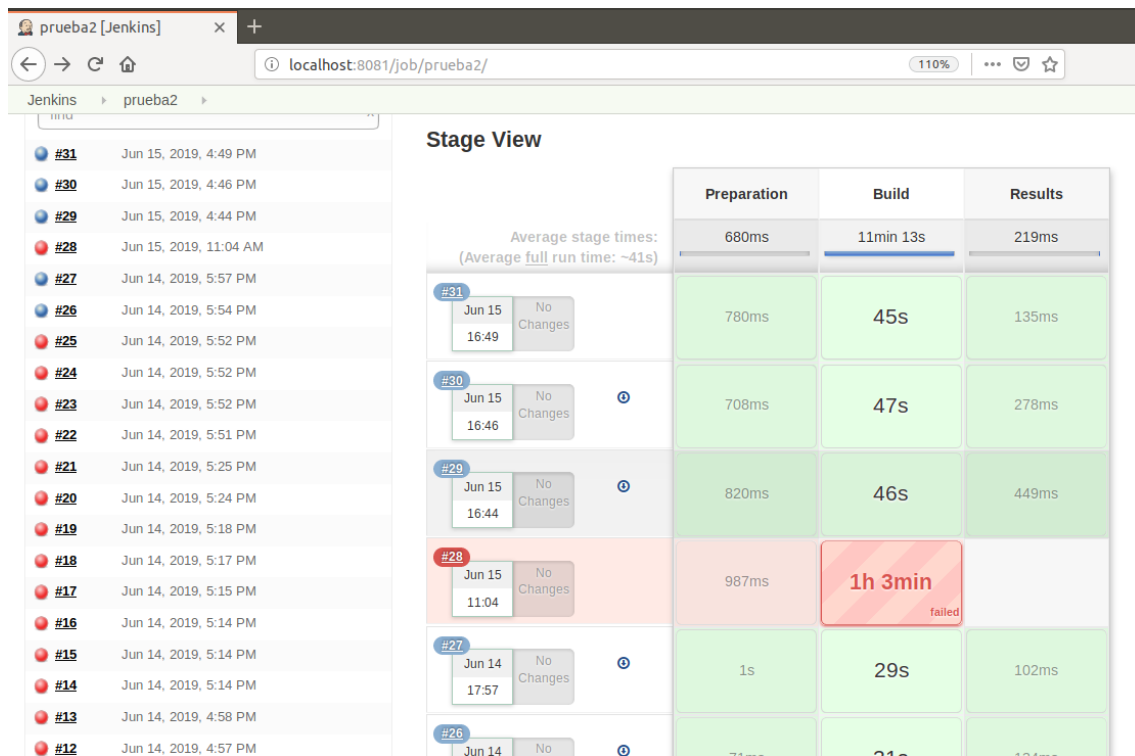 prueba2 [Jenkins]
localhost:8081/job/prueba2/
110%
Jenkins
prueba2
find
#31 Jun 15, 2019, 4:49 PM
#30 Jun 15, 2019, 4:46 PM
#29 Jun 15, 2019, 4:44 PM
#28 Jun 15, 2019, 11:04 AM
#27 Jun 14, 2019, 5:57 PM
#26 Jun 14, 2019, 5:54 PM
#25 Jun 14, 2019, 5:52 PM
#24 Jun 14, 2019, 5:52 PM
#23 Jun 14, 2019, 5:52 PM
#22 Jun 14, 2019, 5:51 PM
#21 Jun 14, 2019, 5:25 PM
#20 Jun 14, 2019, 5:24 PM
#19 Jun 14, 2019, 5:18 PM
#18 Jun 14, 2019, 5:17 PM
#17 Jun 14, 2019, 5:15 PM
#16 Jun 14, 2019, 5:14 PM
#15 Jun 14, 2019, 5:14 PM
#14 Jun 14, 2019, 5:14 PM
#13 Jun 14, 2019, 4:58 PM
#12 Jun 14, 2019, 4:57 PM
Stage View
Preparation Build Results
Average stage times:
(Average full run time: ~41s)
680ms 11min 13s 219ms
#31
Jun 15
16:49
No
Changes
780ms 45s 135ms
#30
Jun 15
16:46
No
Changes
708ms 47s 278ms
#29
Jun 15
16:44
No
Changes
820ms 46s 449ms
#28
Jun 15
11:04
No
Changes
987ms 1h 3min
failed
#27
Jun 14
17:57
No
Changes
1s 29s 102ms
#26
Jun 14
No